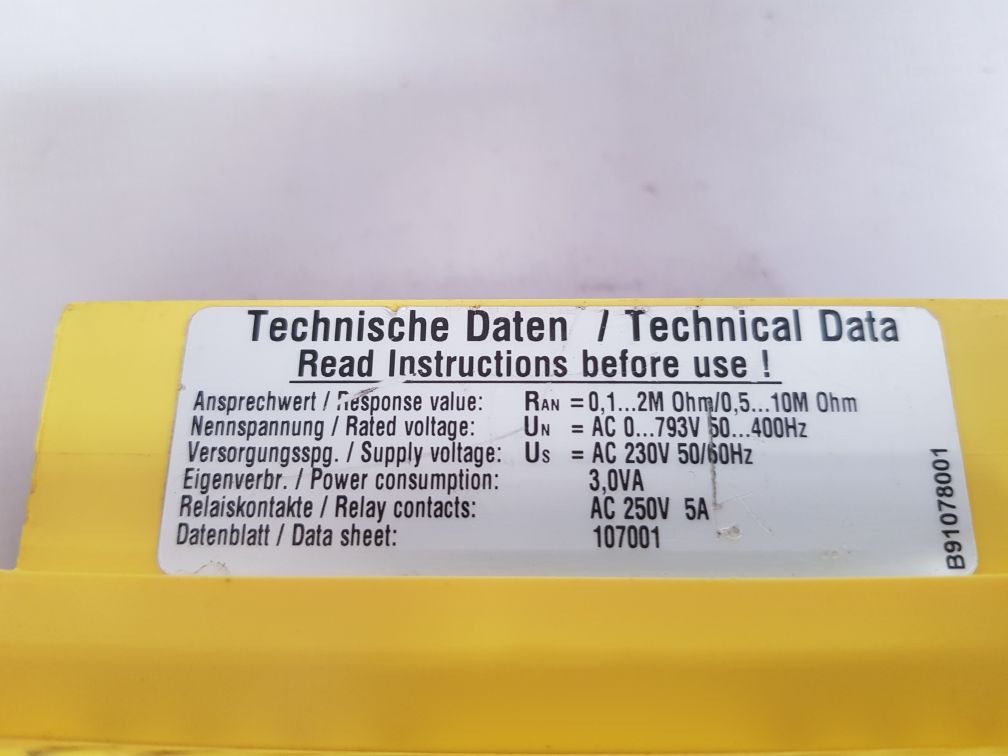 Technische Daten / Technical Data
Read Instructions before use !
Ansprechwert / Response value: RAN = 0,1...2M Ohm/0,5...10M Ohm
Nennspannung / Rated voltage: UN = AC 0...793V 50...400Hz
Versorgungsspg. / Supply voltage: US = AC 230V 50/60Hz
Eigenverbr. / Power consumption: 3,0VA
Relaiskontakte / Relay contacts: AC 250V 5A
Datenblatt / Data sheet: 107001
B91078001